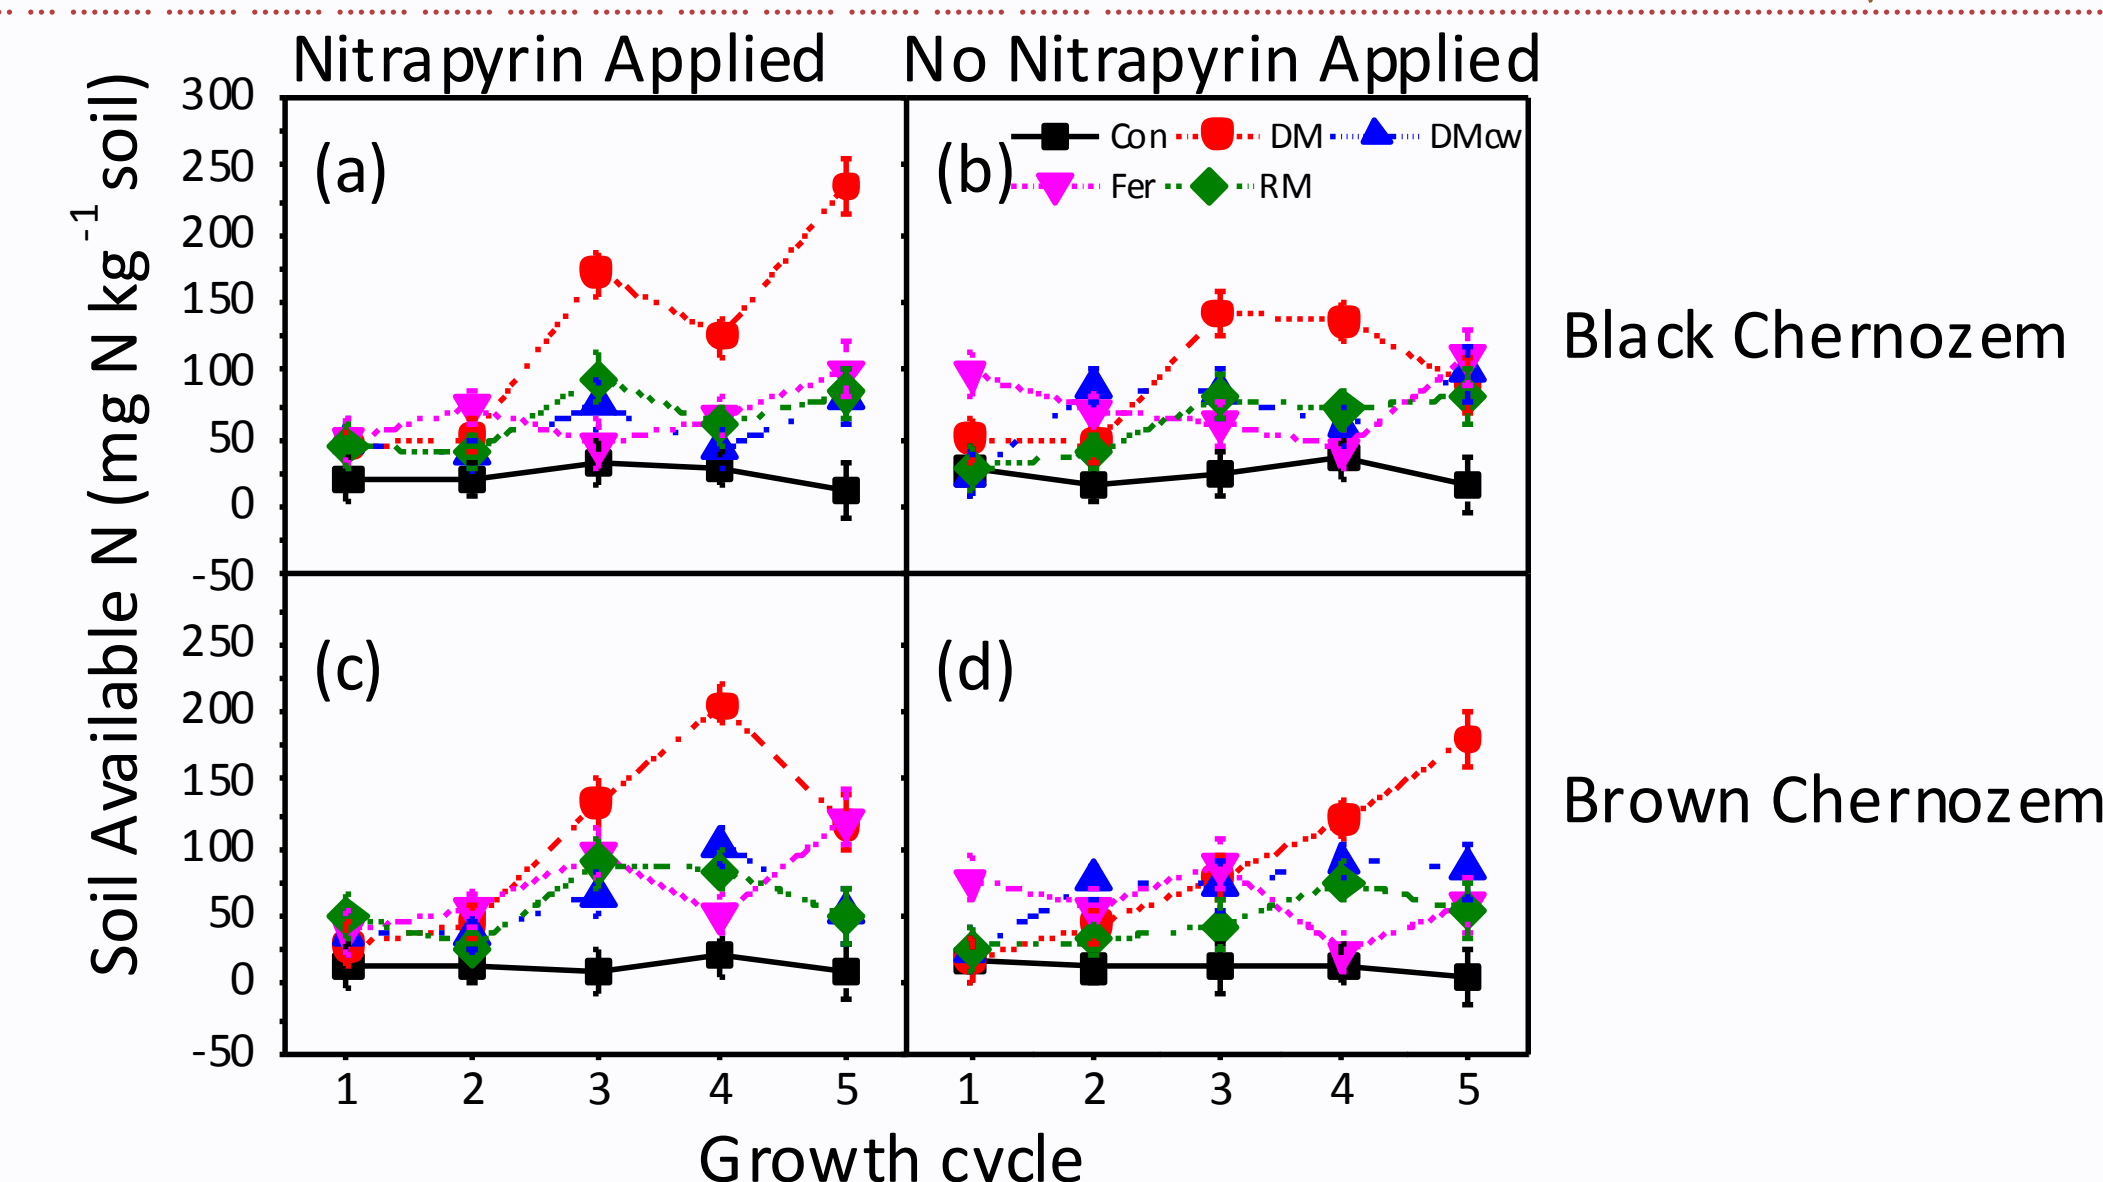 Nitrapyrin Applied No Nitrapyrin Applied
Soil Available N (mg N kg⁻¹ soil)
300
250
200
150
100
50
0
-50
250
200
150
100
50
0
-50
(a)
(b)
Con DM DMcw
Fer RM
Black Chernozem
(c)
(d)
Brown Chernozem
1 2 3 4 5 1 2 3 4 5
Growth cycle